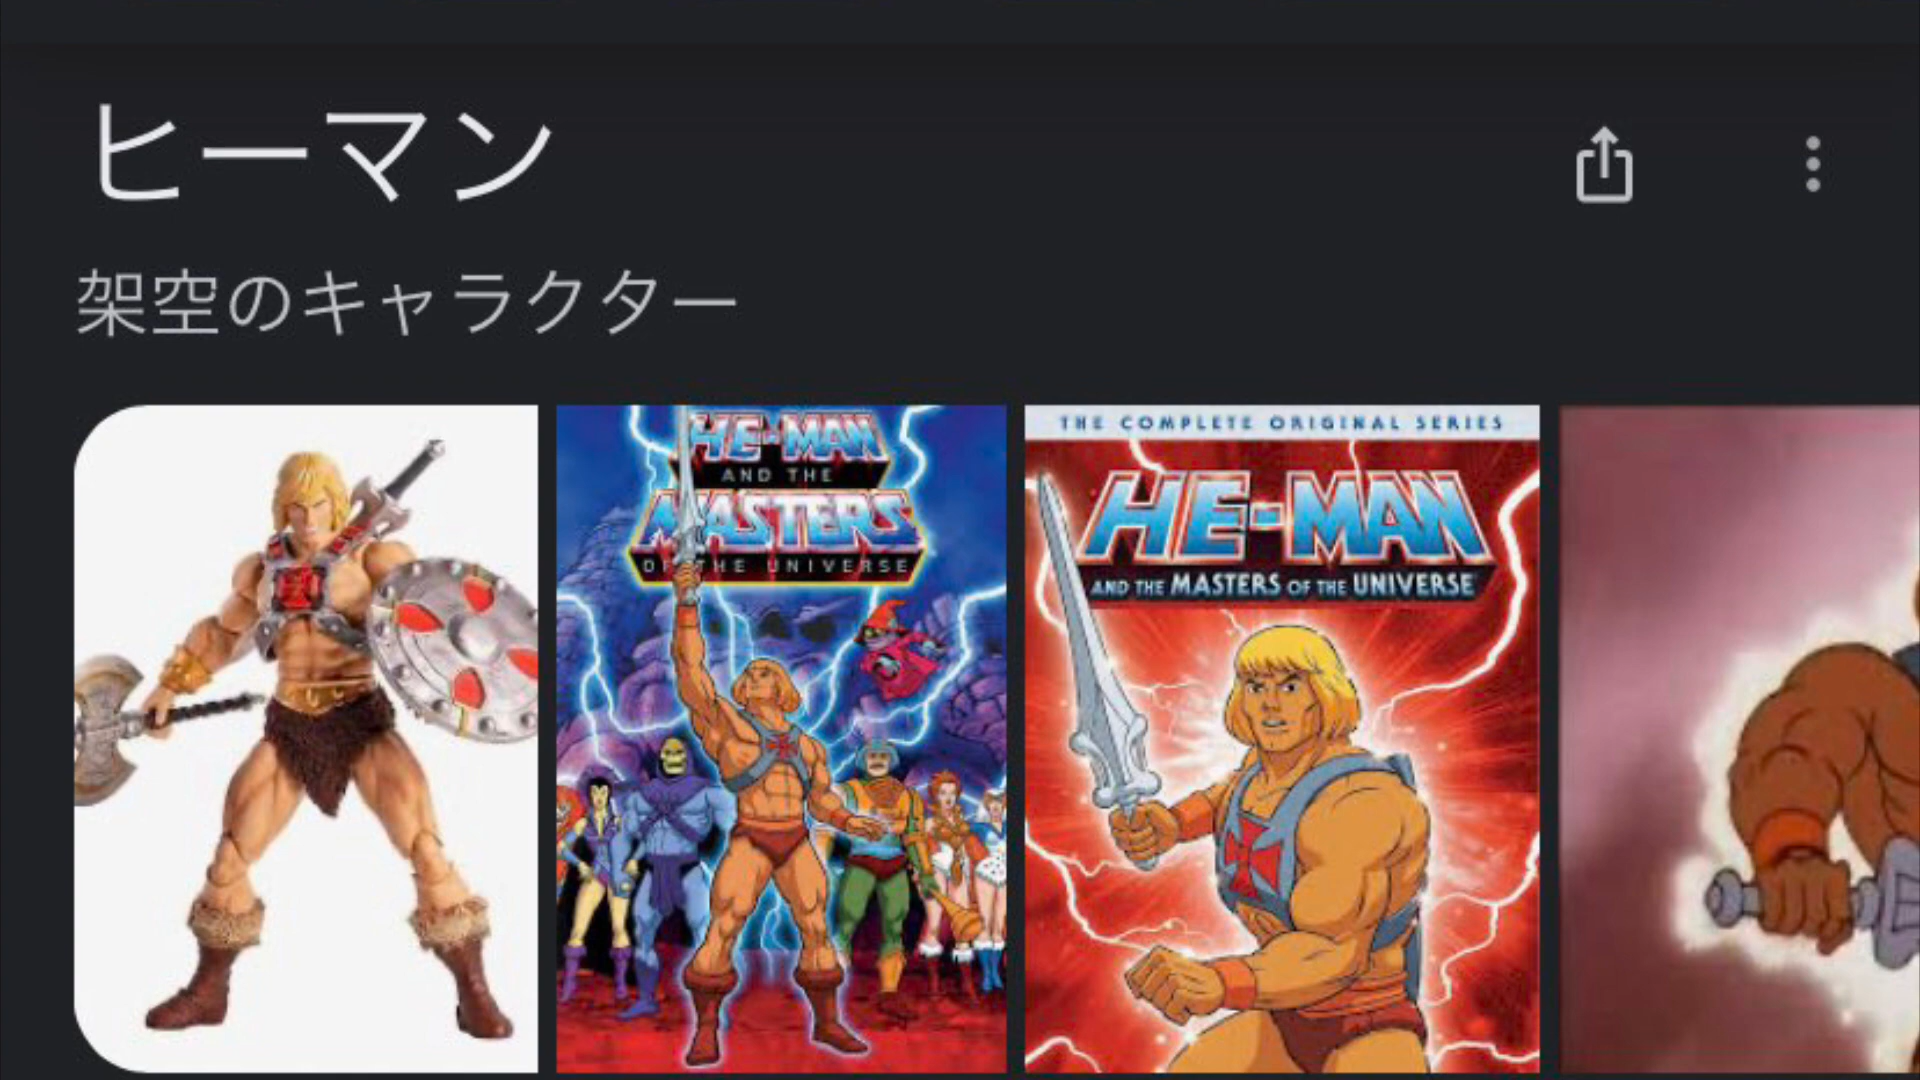 ヒーマン
架空のキャラクター
HE-MAN
AND THE
MASTERS
OF THE UNIVERSE
THE COMPLETE ORIGINAL SERIES
HE-MAN
AND THE MASTERS OF THE UNIVERSE